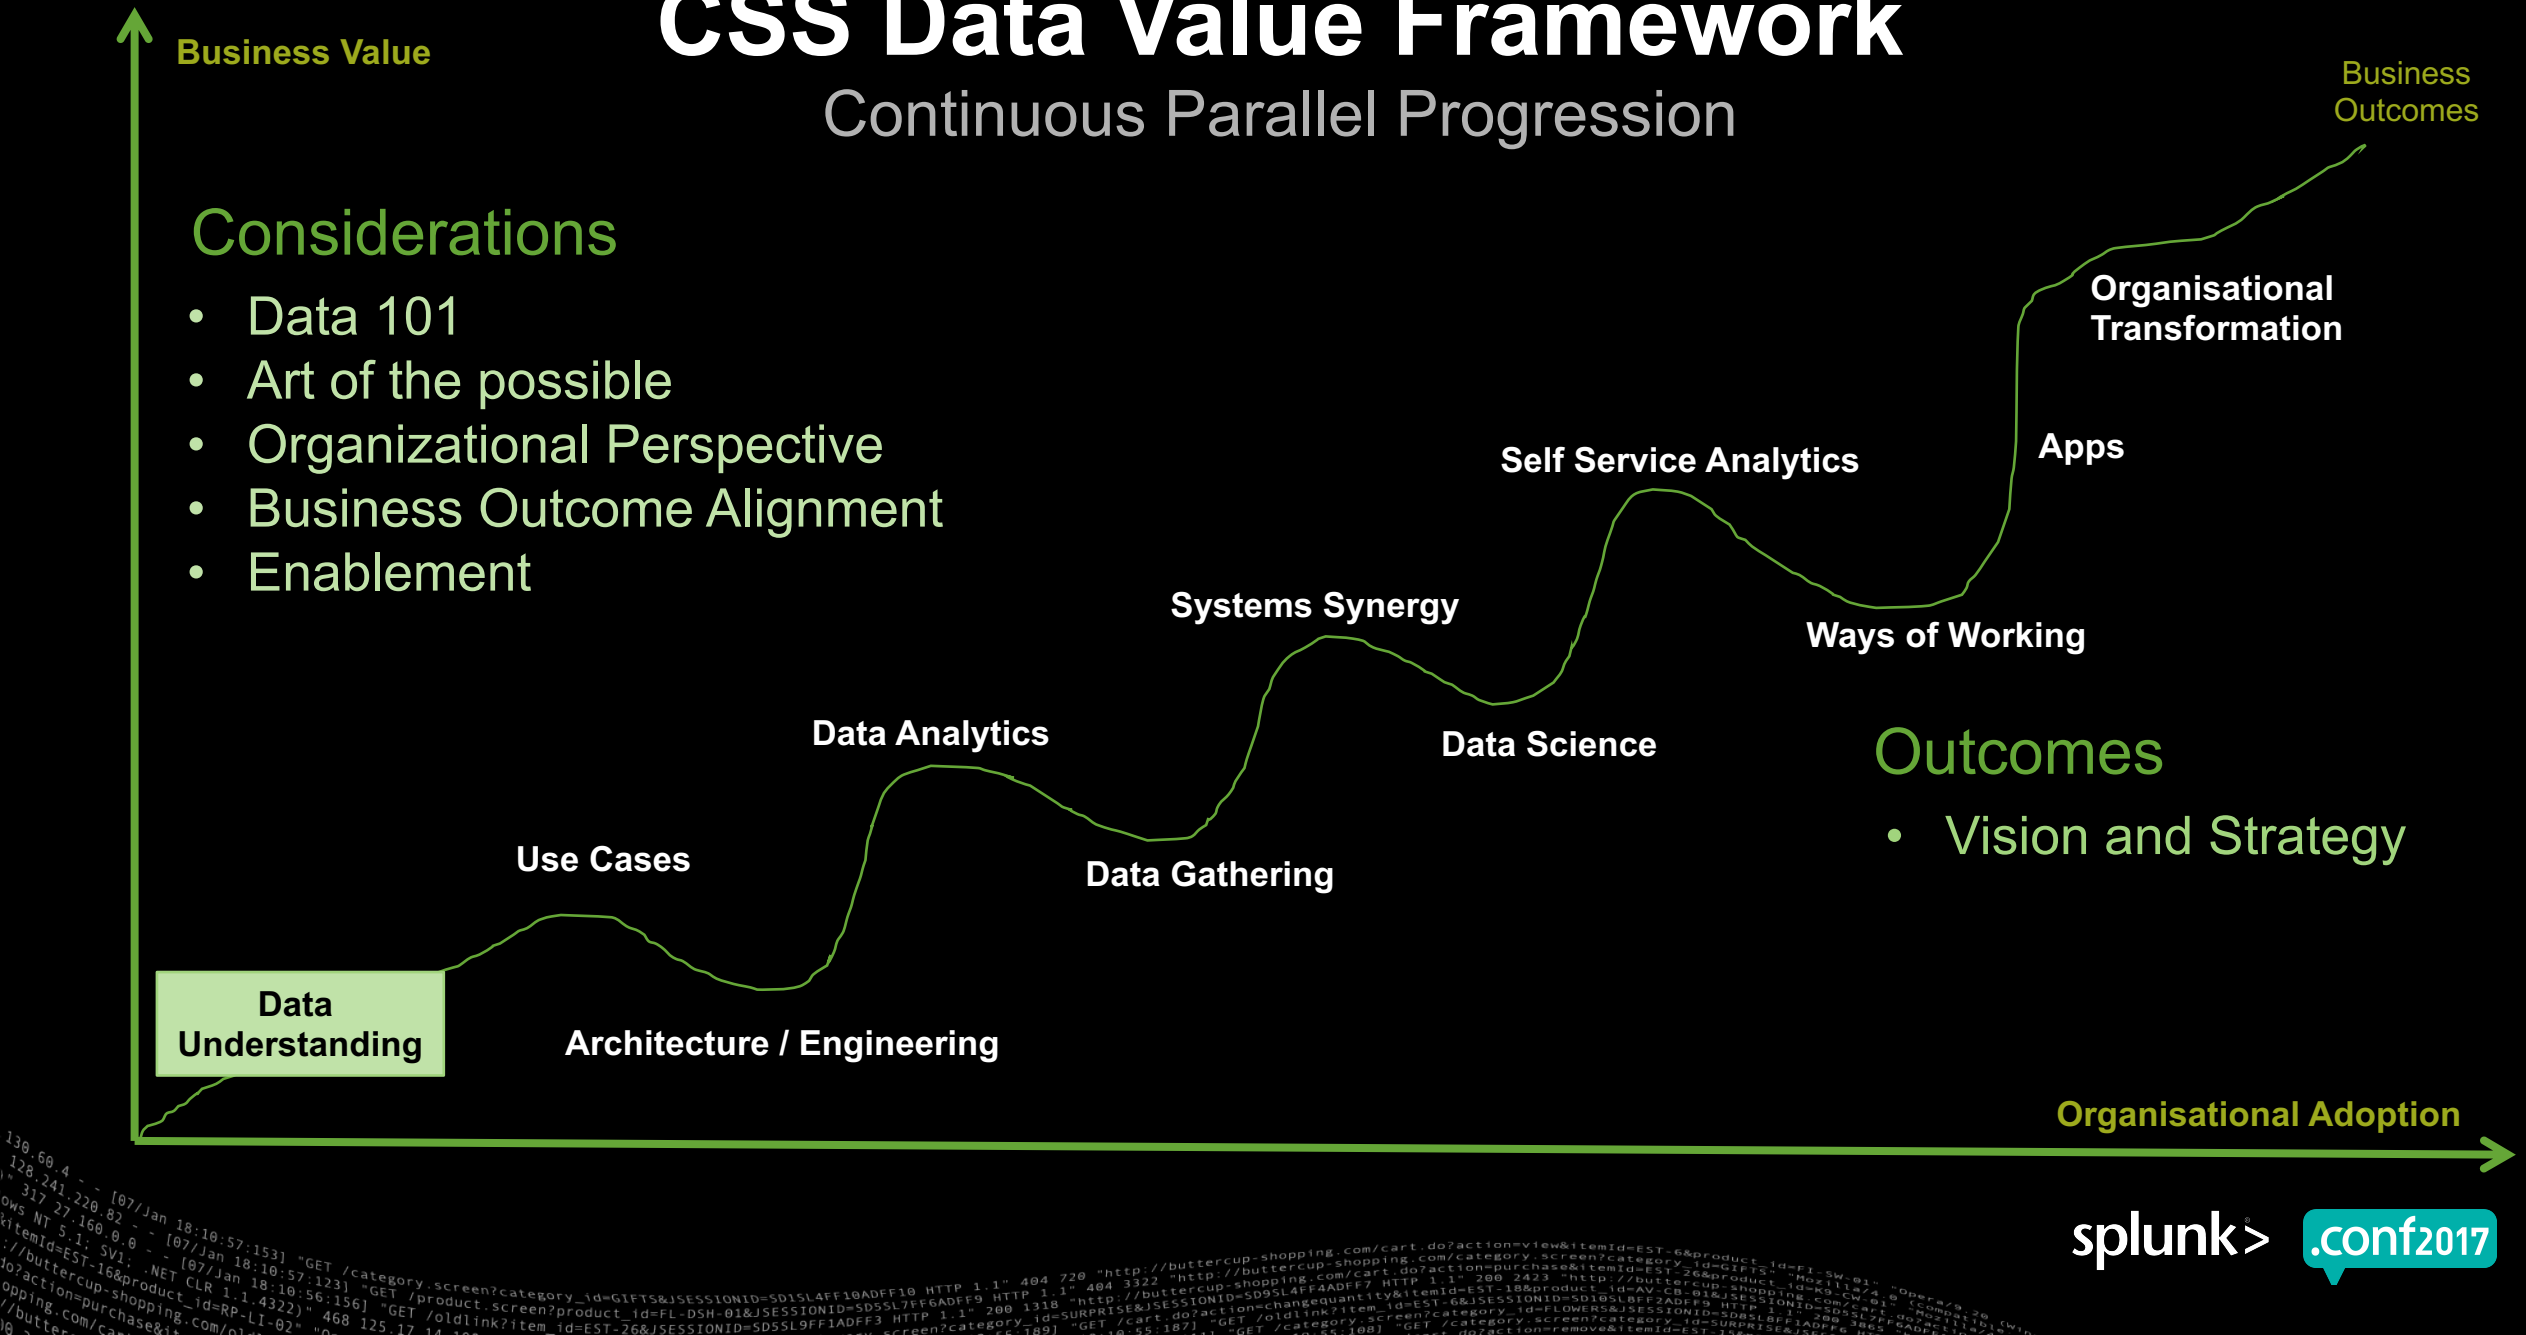 CSS Data Value Framework
Continuous Parallel Progression
Business Value
Business
Outcomes
Considerations
• Data 101
• Art of the possible
• Organizational Perspective
• Business Outcome Alignment
• Enablement
Organisational
Transformation
Apps
Self Service Analytics
Ways of Working
Systems Synergy
Data Science
Data Analytics
Data Gathering
Use Cases
Architecture / Engineering
Data
Understanding
Outcomes
• Vision and Strategy
Organisational Adoption
splunk>
.conf2017